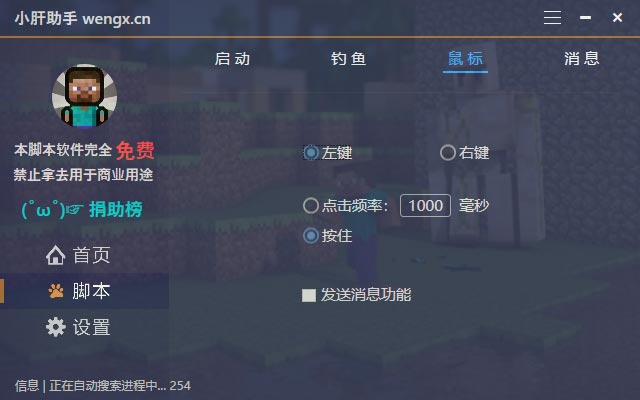 小肝助手 wengx.cn
启动 钓鱼 鼠标 消息
本脚本软件完全 免费
禁止拿去用于商业用途
(ﾟωﾟ)☞ 捐助榜
首页
脚本
设置
左键 右键
点击频率： 1000 毫秒
按住
发送消息功能
信息 | 正在自动搜索进程中... 254